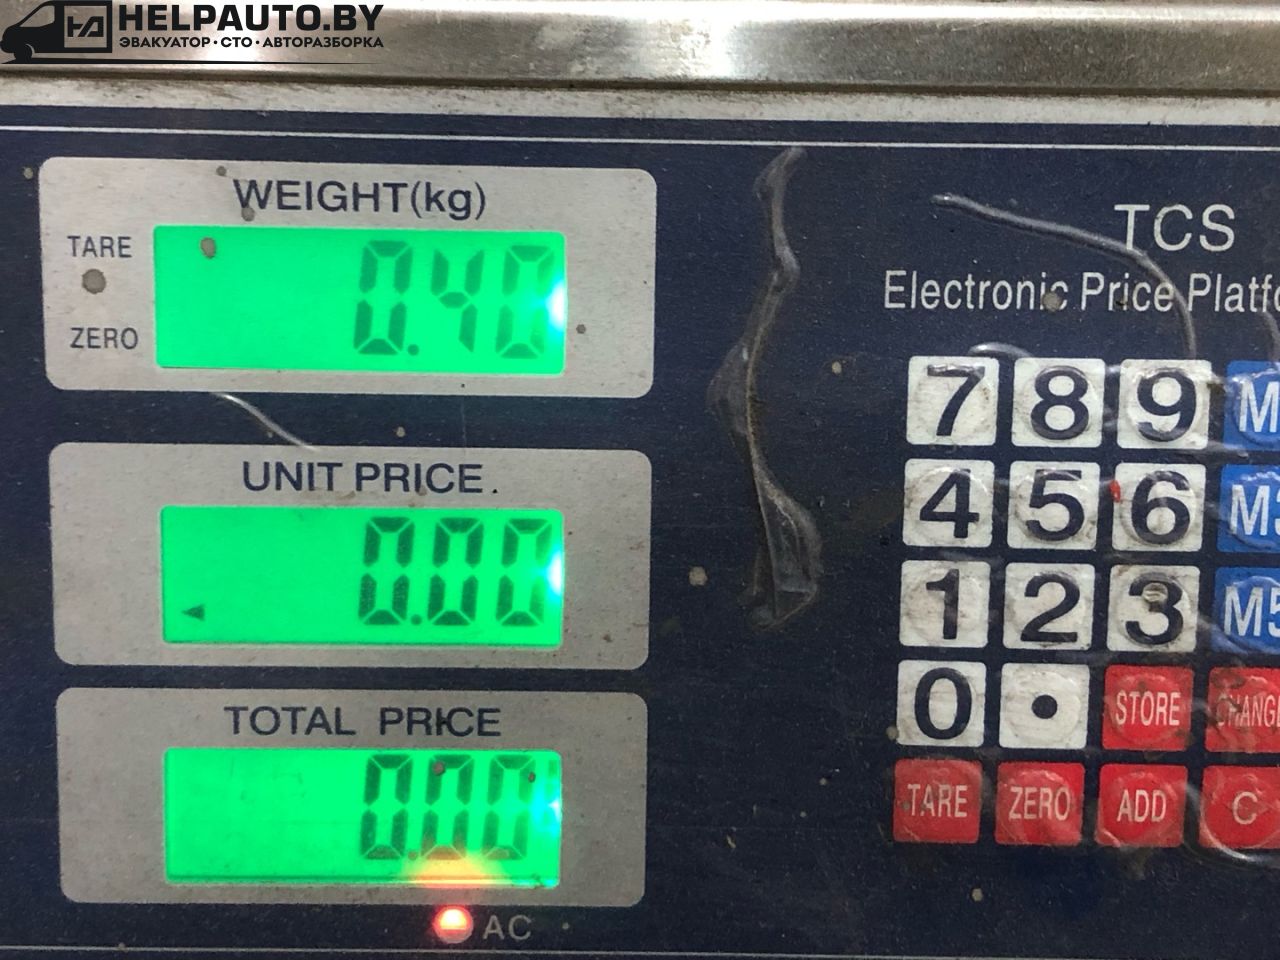 HELPAUTO.BY
ЭВАКУАТОР • СТО • АВТОРАЗБОРКА
WEIGHT(kg)
TARE
0.40
ZERO
UNIT PRICE.
0.00
TOTAL PRICE
0.00
AC
TCS
Electronic Price
7 8 9
4 5 6
1 2 3
0 • STORE
TARE ZERO ADD C